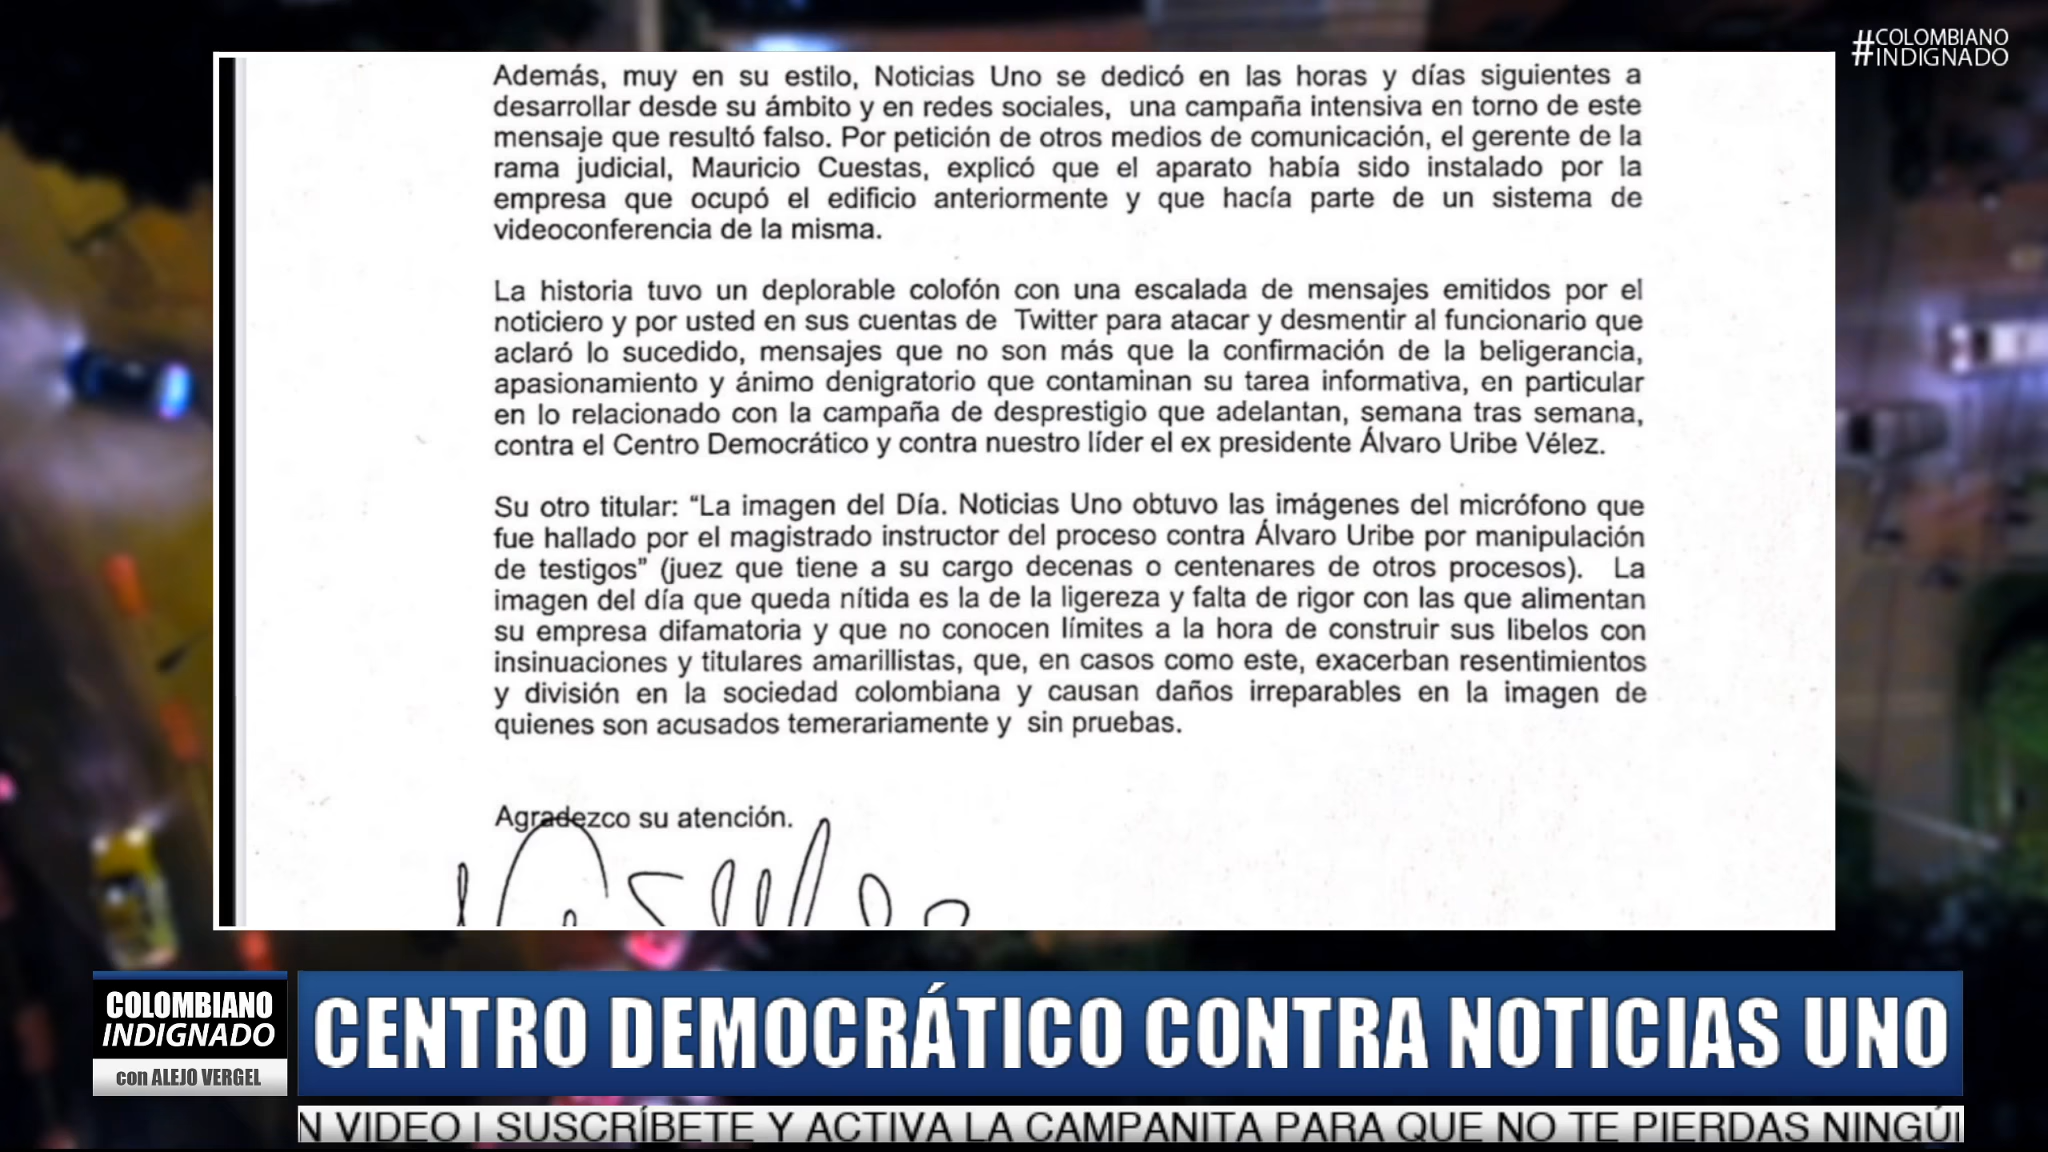 #COLOMBIANO
INDIGNADO
Además, muy en su estilo, Noticias Uno se dedicó en las horas y días siguientes a
desarrollar desde su ámbito y en redes sociales, una campaña intensiva en torno de este
mensaje que resultó falso. Por petición de otros medios de comunicación, el gerente de la
rama judicial, Mauricio Cuestas, explicó que el aparato había sido instalado por la
empresa que ocupó el edificio anteriormente y que hacía parte de un sistema de
videoconferencia de la misma.
La historia tuvo un deplorable colofón con una escalada de mensajes emitidos por el
noticiero y por usted en sus cuentas de Twitter para atacar y desmentir al funcionario que
aclaró lo sucedido, mensajes que no son más que la confirmación de la beligerancia,
apasionamiento y ánimo denigratorio que contaminan su tarea informativa, en particular
en lo relacionado con la campaña de desprestigio que adelantan, semana tras semana,
contra el Centro Democrático y contra nuestro líder el ex presidente Álvaro Uribe Vélez.
Su otro titular: “La imagen del Día. Noticias Uno obtuvo las imágenes del micrófono que
fue hallado por el magistrado instructor del proceso contra Álvaro Uribe por manipulación
de testigos” (juez que tiene a su cargo decenas o centenares de otros procesos). La
imagen del día que queda nítida es la de la ligereza y falta de rigor con las que alimentan
su empresa difamatoria y que no conocen límites a la hora de construir sus libelos con
insinuaciones y titulares amarillistas, que, en casos como este, exacerban resentimientos
y división en la sociedad colombiana y causan daños irreparables en la imagen de
quienes son acusados temerariamente y sin pruebas.
Agradezco su atención.
COLOMBIANO
INDIGNADO
con ALEJO VERGEL
CENTRO DEMOCRÁTICO CONTRA NOTICIAS UNO
N VIDEO | SUSCRÍBETE Y ACTIVA LA CAMPANITA PARA QUE NO TE PIERDAS NINGÚ